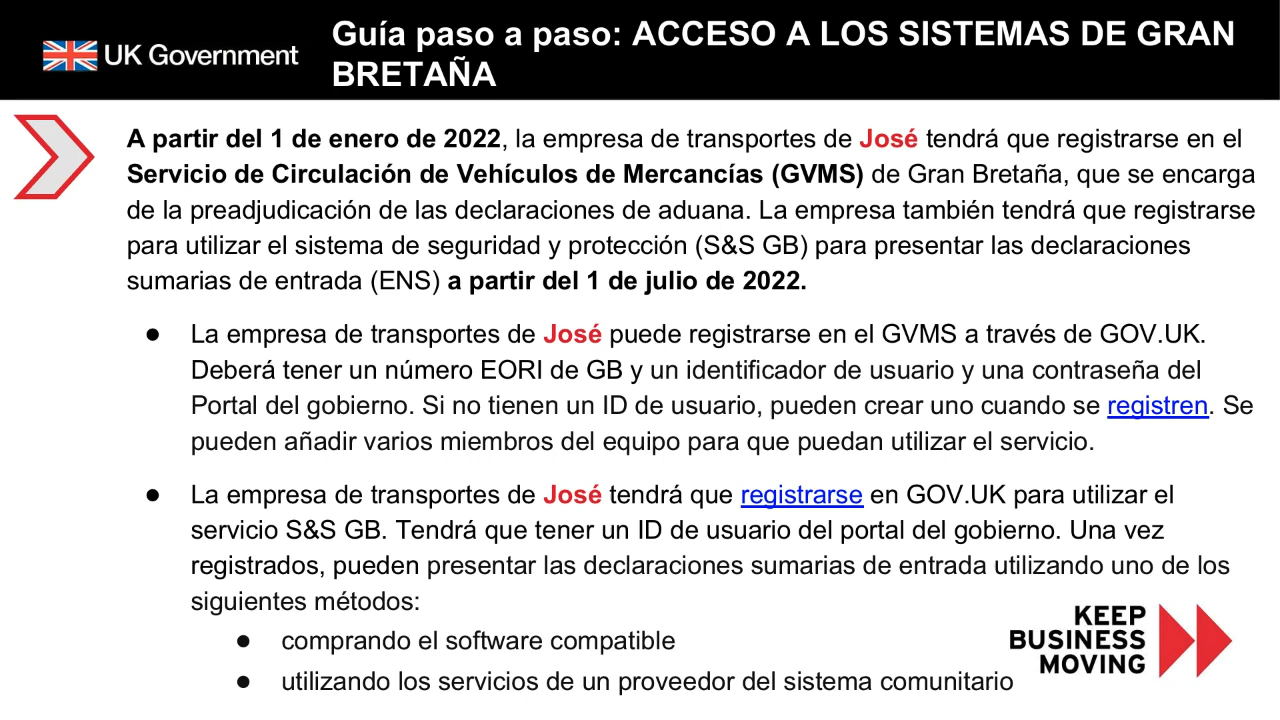 UK Government
Guía paso a paso: ACCESO A LOS SISTEMAS DE GRAN
BRETAÑA
A partir del 1 de enero de 2022, la empresa de transportes de José tendrá que registrarse en el
Servicio de Circulación de Vehículos de Mercancías (GVMS) de Gran Bretaña, que se encarga
de la preadjudicación de las declaraciones de aduana. La empresa también tendrá que registrarse
para utilizar el sistema de seguridad y protección (S&S GB) para presentar las declaraciones
sumarias de entrada (ENS) a partir del 1 de julio de 2022.
● La empresa de transportes de José puede registrarse en el GVMS a través de GOV.UK.
Deberá tener un número EORI de GB y un identificador de usuario y una contraseña del
Portal del gobierno. Si no tienen un ID de usuario, pueden crear uno cuando se registren. Se
pueden añadir varios miembros del equipo para que puedan utilizar el servicio.
● La empresa de transportes de José tendrá que registrarse en GOV.UK para utilizar el
servicio S&S GB. Tendrá que tener un ID de usuario del portal del gobierno. Una vez
registrados, pueden presentar las declaraciones sumarias de entrada utilizando uno de los
siguientes métodos:
● comprando el software compatible
● utilizando los servicios de un proveedor del sistema comunitario
KEEP
BUSINESS
MOVING